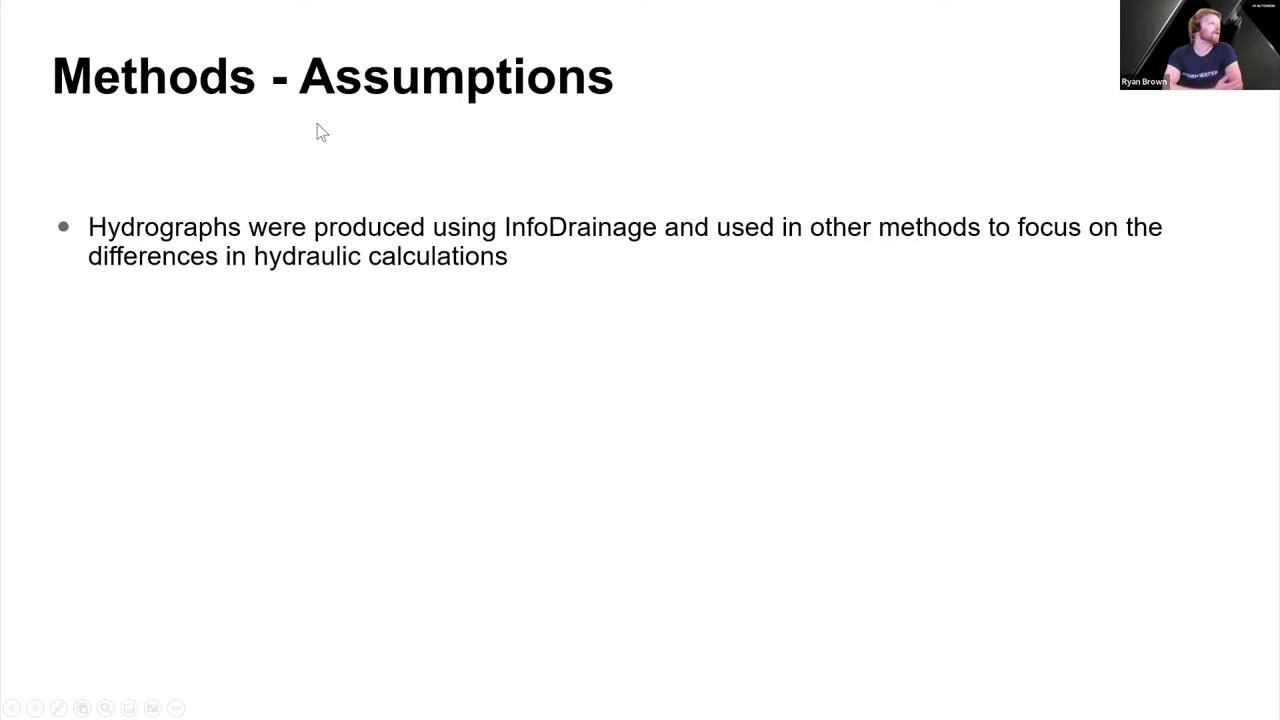 Methods - Assumptions
AUTODESK
Ryan Brown
Hydrographs were produced using InfoDrainage and used in other methods to focus on the
differences in hydraulic calculations